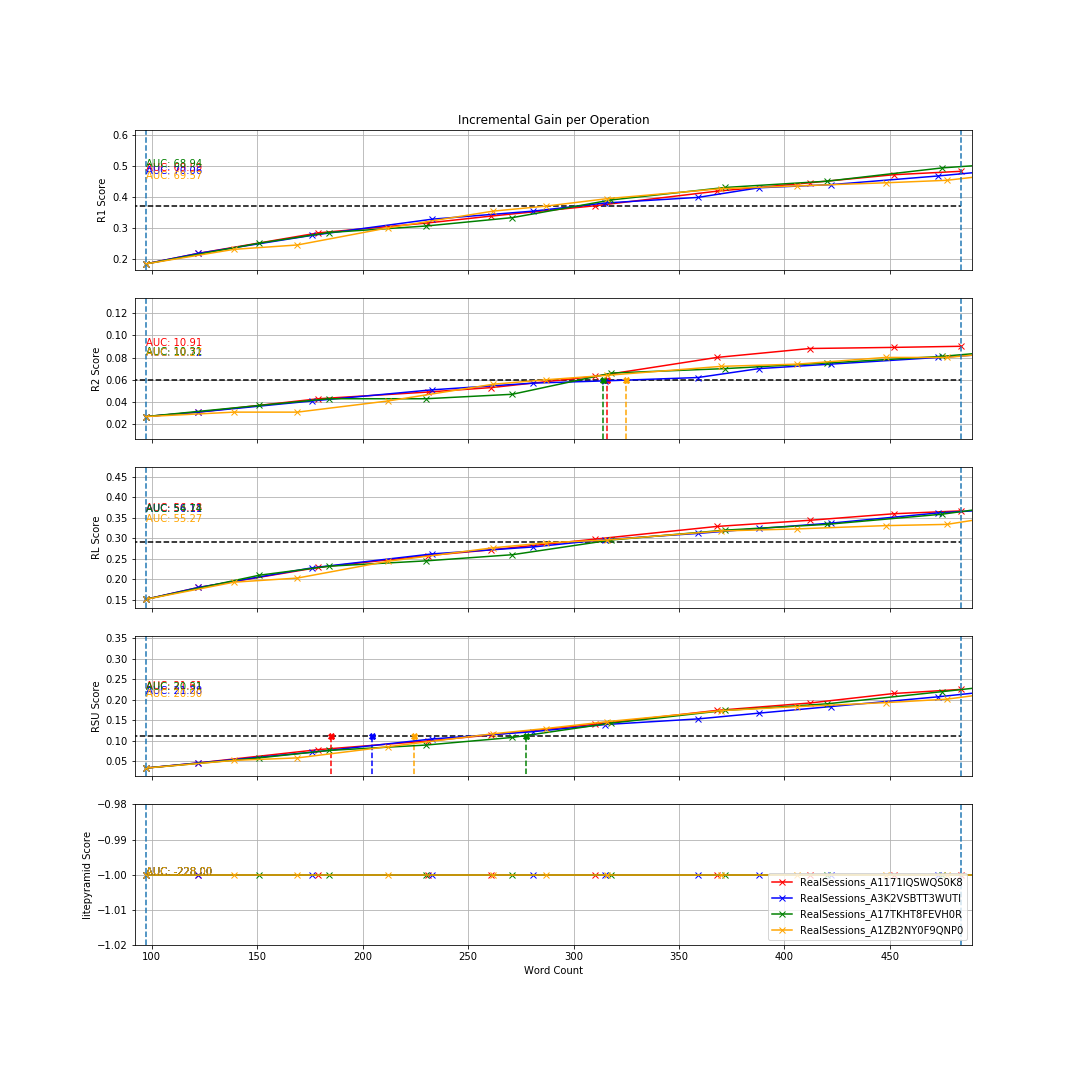 Incremental Gain per Operation
R1 Score
0.6
0.5
0.4
0.3
0.2
AUC: 68.94
AUC: 69.57
R2 Score
0.12
0.10
0.08
0.06
0.04
0.02
AUC: 10.91
RL Score
0.45
0.40
0.35
0.30
0.25
0.20
0.15
AUC: 55.27
RSU Score
0.35
0.30
0.25
0.20
0.15
0.10
0.05
litepyramid Score
−0.98
−0.99
−1.00
−1.01
−1.02
AUC: -228.00
RealSessions_A1171IQSWQS0K8
RealSessions_A3K2VSBTT3WUTI
RealSessions_A17TKHT8FEVH0R
RealSessions_A1ZB2NY0F9QNP0
100 150 200 250 300 350 400 450
Word Count